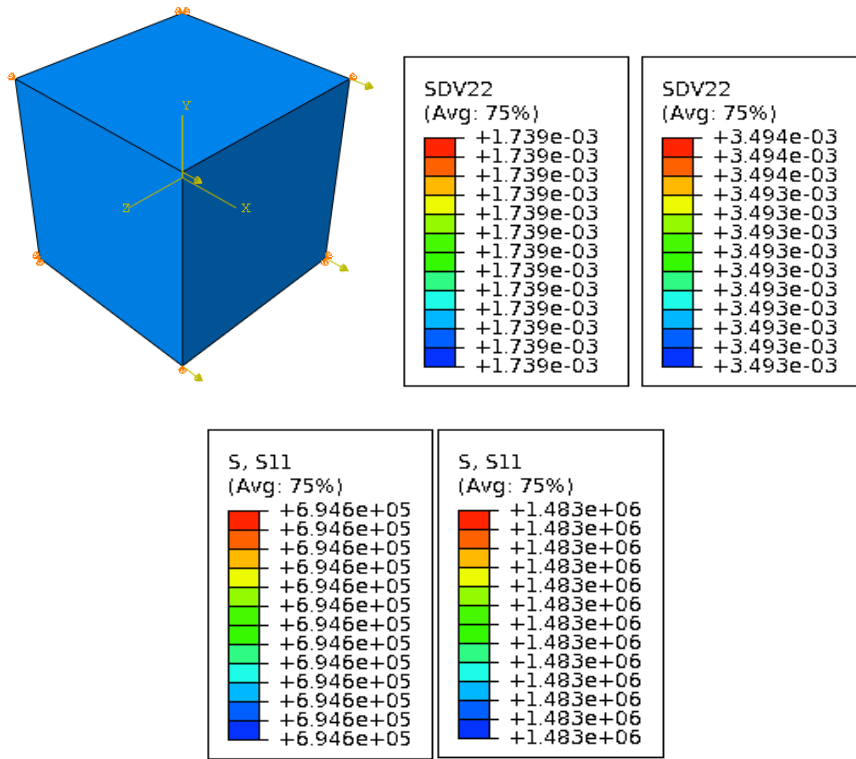 Y
Z
X
SDV22
(Avg: 75%)
+1.739e-03
+1.739e-03
+1.739e-03
+1.739e-03
+1.739e-03
+1.739e-03
+1.739e-03
+1.739e-03
+1.739e-03
+1.739e-03
+1.739e-03
+1.739e-03
+1.739e-03
SDV22
(Avg: 75%)
+3.494e-03
+3.494e-03
+3.493e-03
+3.493e-03
+3.493e-03
+3.493e-03
+3.493e-03
+3.493e-03
+3.493e-03
+3.493e-03
+3.493e-03
+3.493e-03
+3.493e-03
S, S11
(Avg: 75%)
+6.946e+05
+6.946e+05
+6.946e+05
+6.946e+05
+6.946e+05
+6.946e+05
+6.946e+05
+6.946e+05
+6.946e+05
+6.946e+05
+6.946e+05
+6.946e+05
+6.946e+05
S, S11
(Avg: 75%)
+1.483e+06
+1.483e+06
+1.483e+06
+1.483e+06
+1.483e+06
+1.483e+06
+1.483e+06
+1.483e+06
+1.483e+06
+1.483e+06
+1.483e+06
+1.483e+06
+1.483e+06